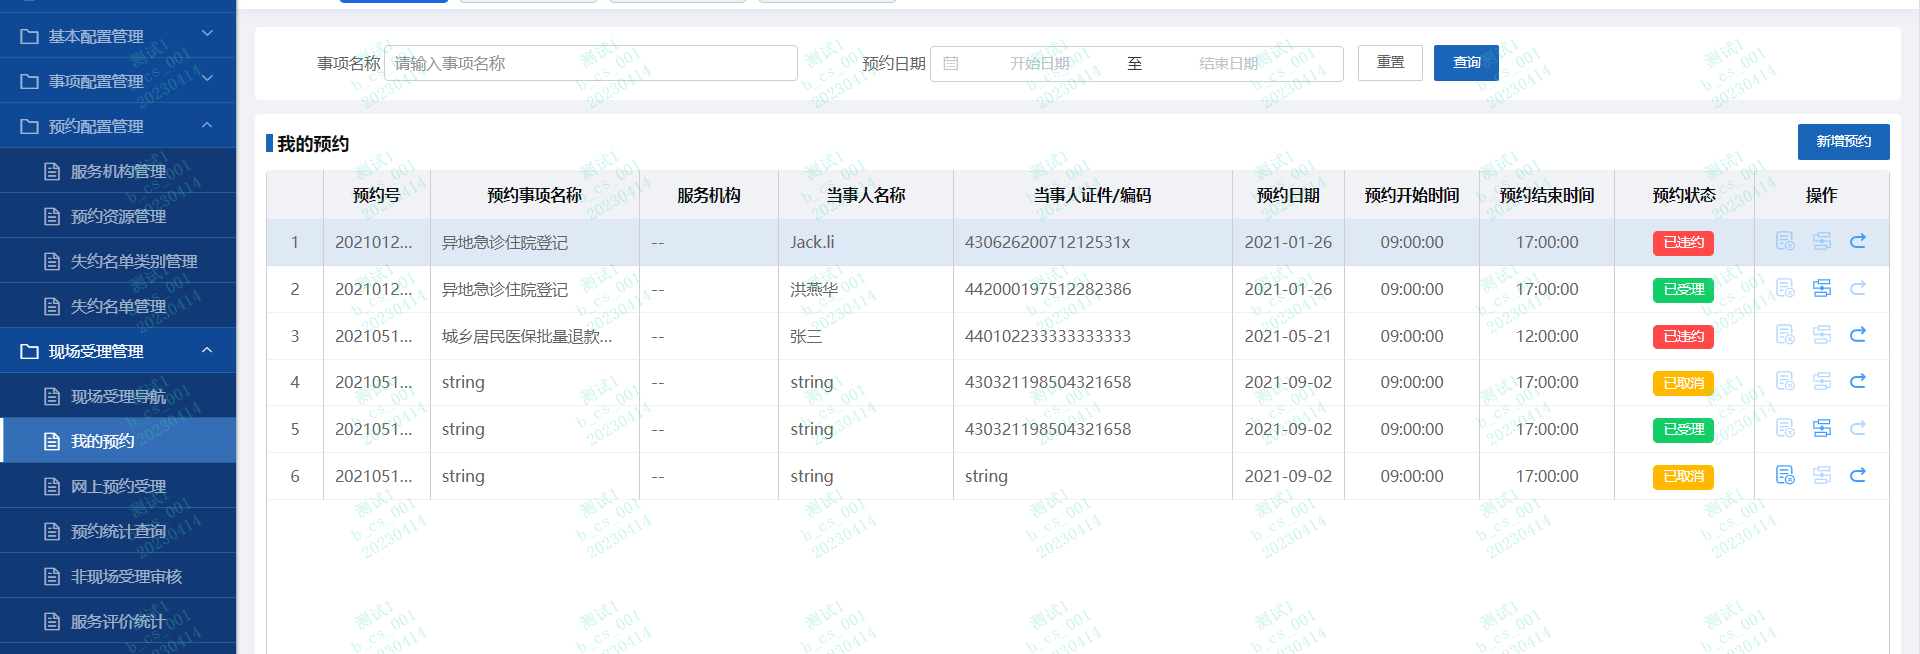 基本配置管理
事项配置管理
预约配置管理
服务机构管理
预约资源管理
失约名单类别管理
失约名单管理
现场受理管理
现场受理导航
我的预约
网上预约受理
预约统计查询
非现场受理审核
服务评价统计
事项名称 请输入事项名称 预约日期 开始日期 至 结束日期 重置 查询
我的预约 新增预约
预约号 预约事项名称 服务机构 当事人名称 当事人证件/编码 预约日期 预约开始时间 预约结束时间 预约状态 操作
1 2021012... 异地急诊住院登记 -- Jack.li 43062620071212531x 2021-01-26 09:00:00 17:00:00 已违约
2 2021012... 异地急诊住院登记 -- 洪燕华 442000197512282386 2021-01-26 09:00:00 17:00:00 已受理
3 2021051... 城乡居民医保批量退款... -- 张三 440102233333333333 2021-05-21 09:00:00 12:00:00 已违约
4 2021051... string -- string 430321198504321658 2021-09-02 09:00:00 17:00:00 已取消
5 2021051... string -- string 430321198504321658 2021-09-02 09:00:00 17:00:00 已受理
6 2021051... string -- string string 2021-09-02 09:00:00 17:00:00 已取消
测试1
b_cs_001
20230414